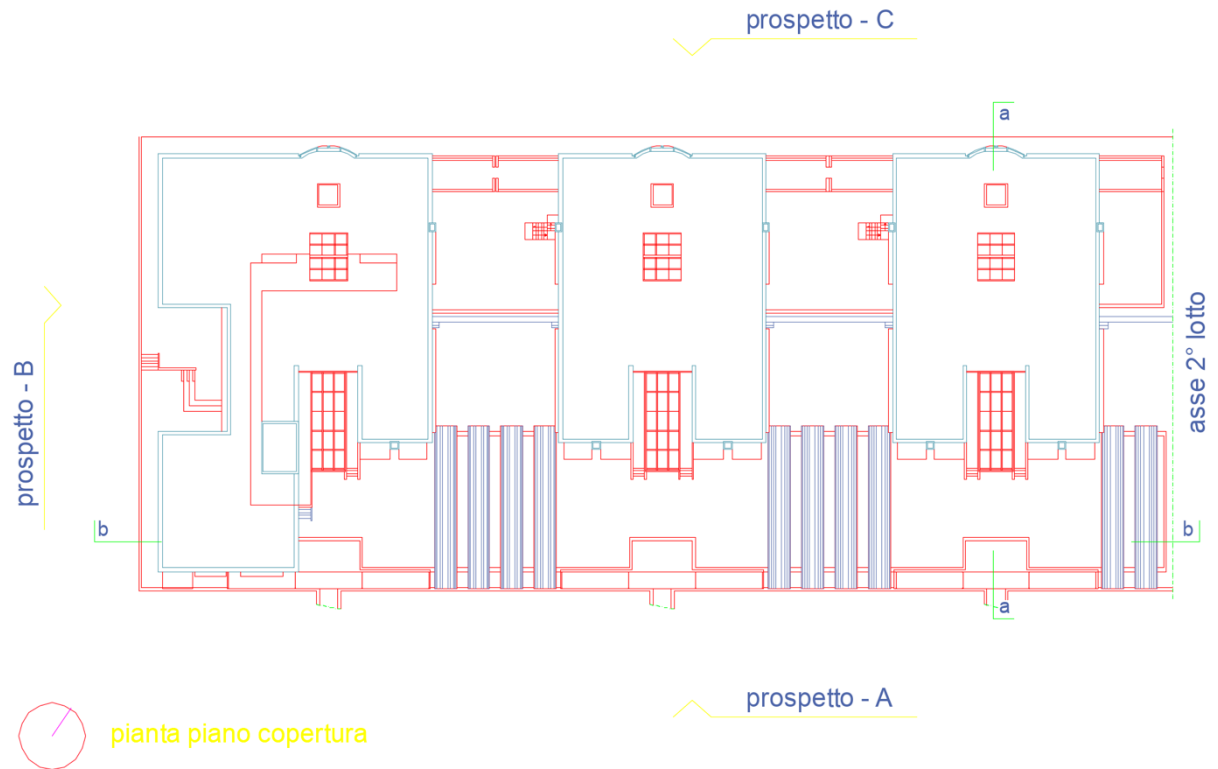 prospetto - C
a
prospetto - B
asse 2° lotto
b
b
a
prospetto - A
pianta piano copertura